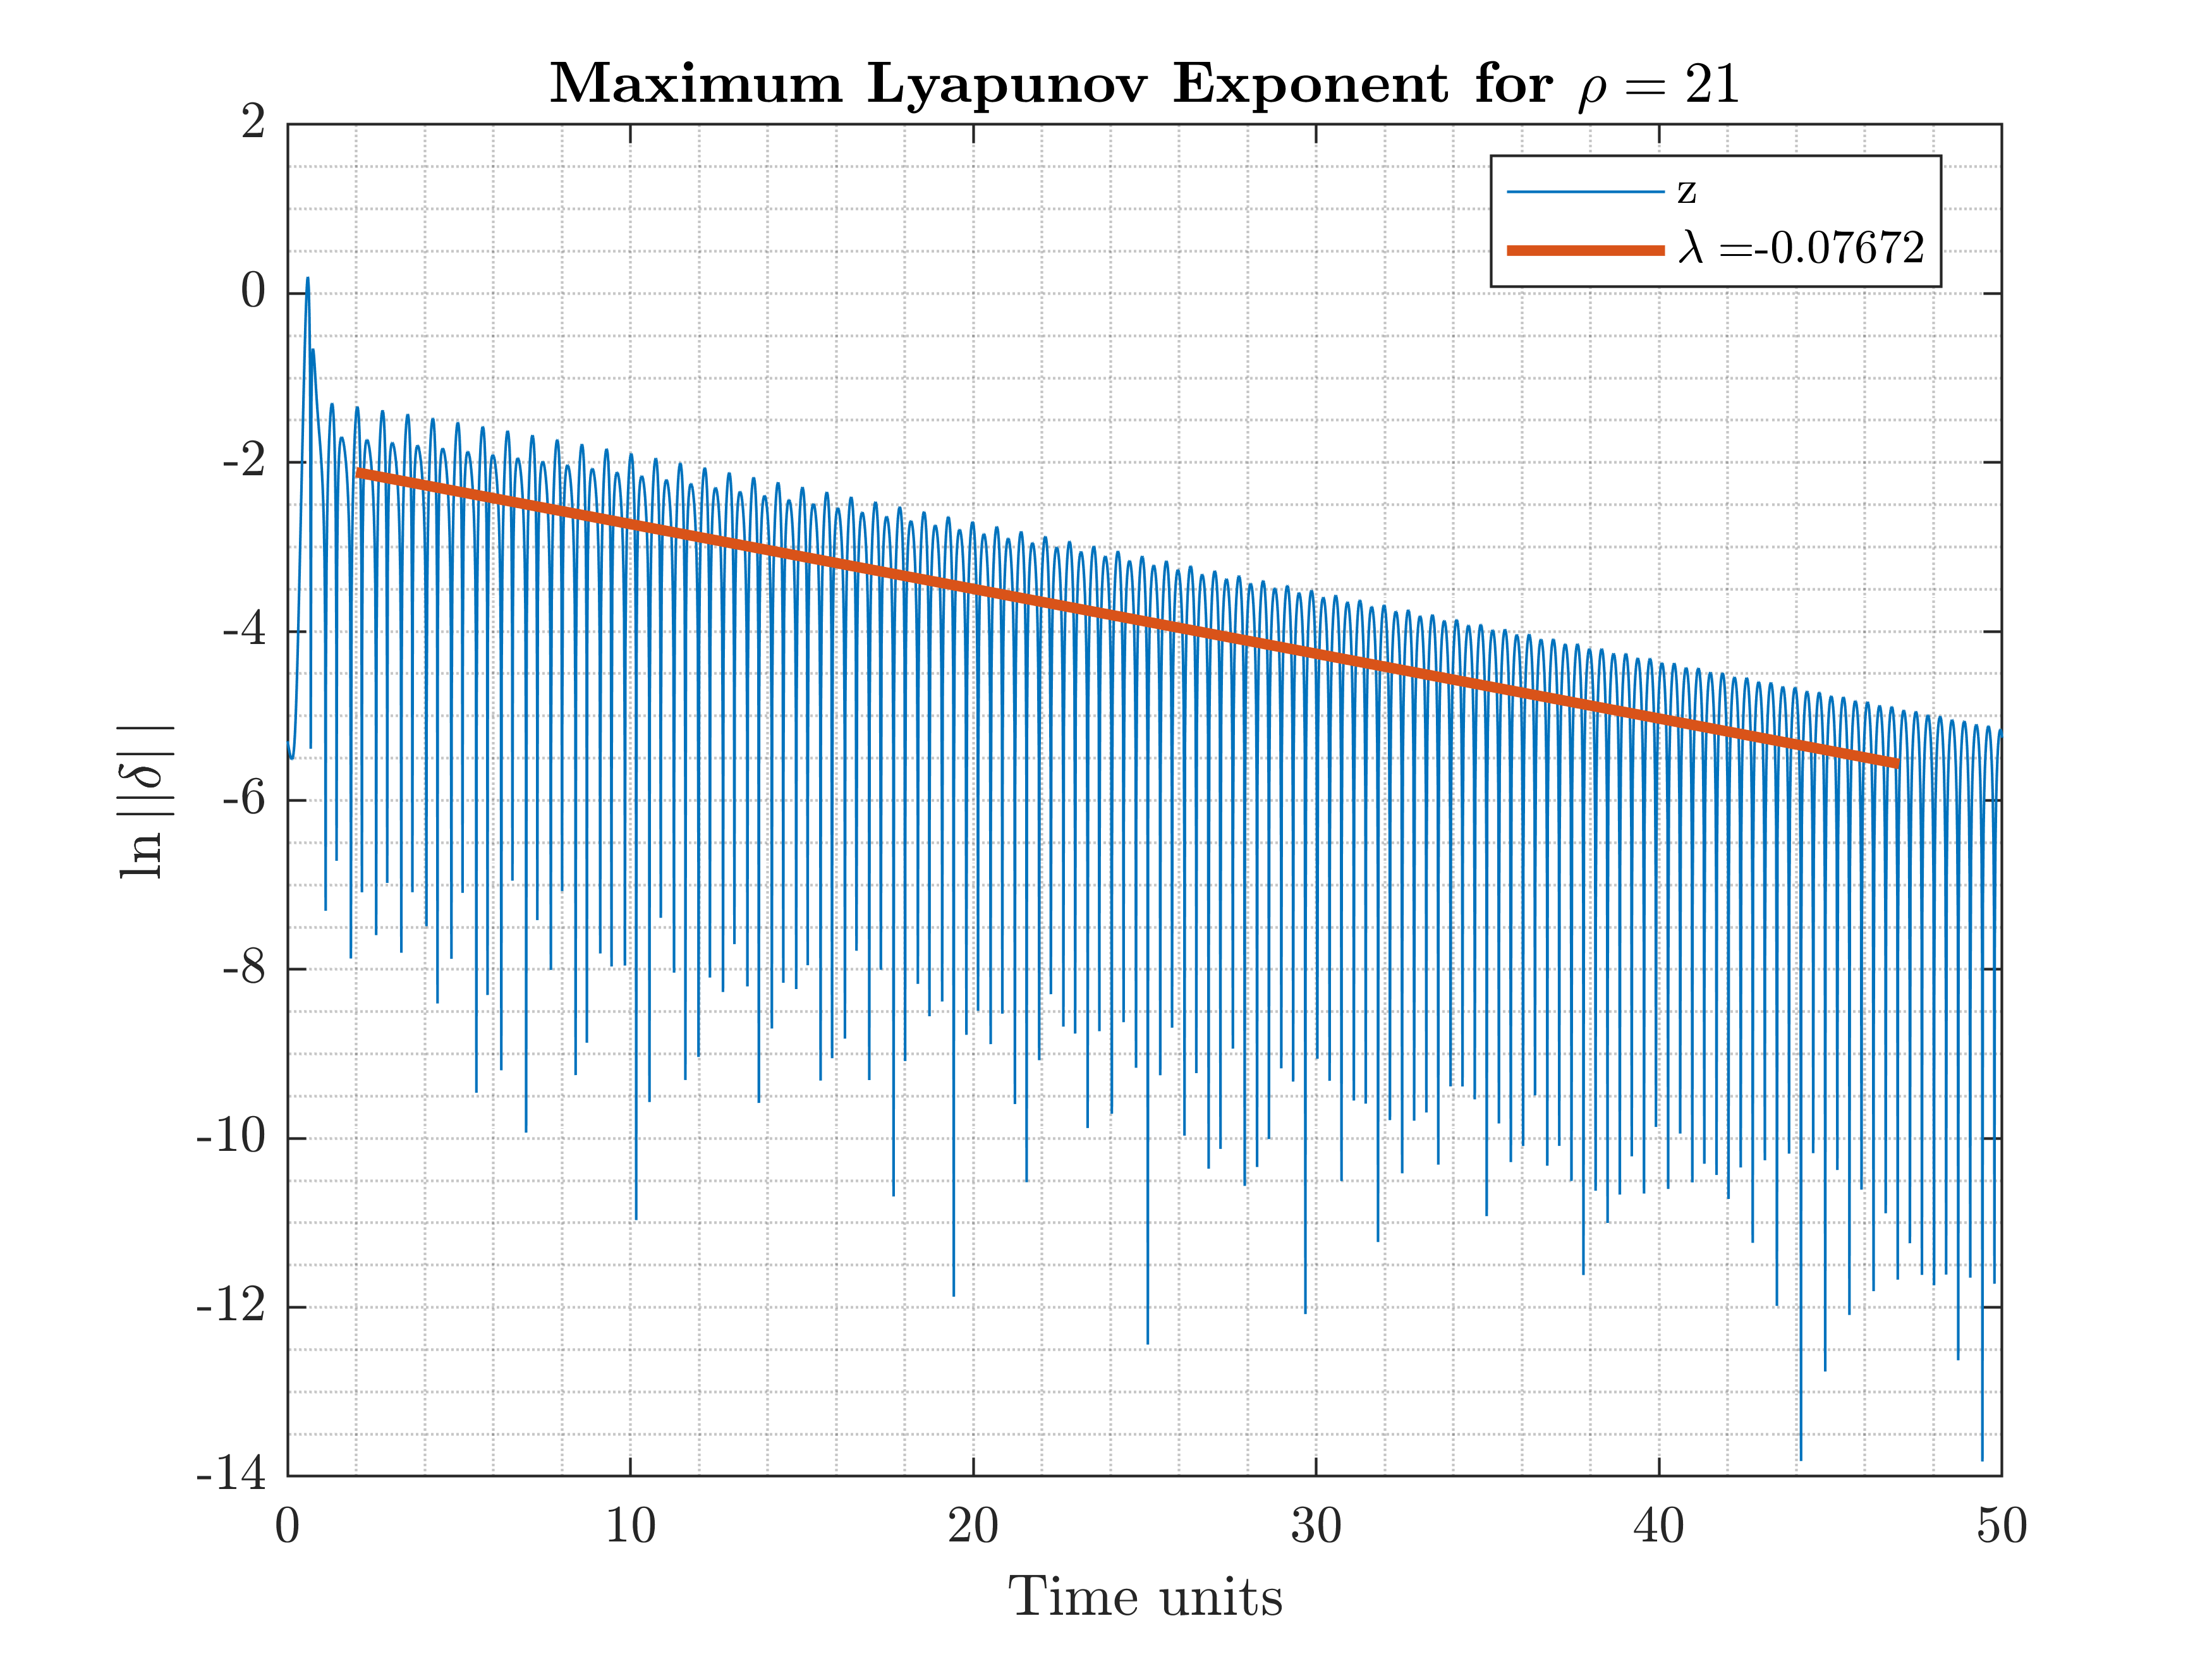 Maximum Lyapunov Exponent for ρ = 21
2
0
-2
-4
-6
-8
-10
-12
-14
ln ||δ||
z
λ =-0.07672
0 10 20 30 40 50
Time units